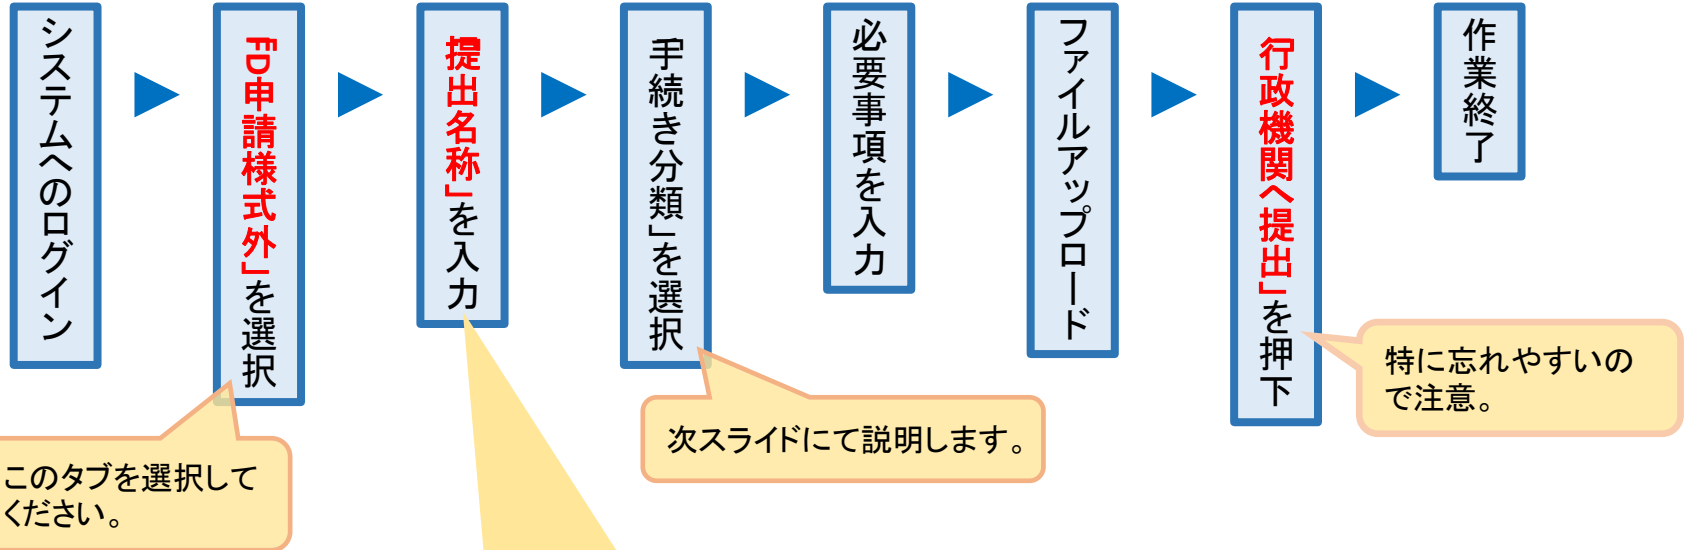 システムへのログイン
「FD申請様式外」を選択
「提出名称」を入力
「手続き分類」を選択
必要事項を入力
ファイルアップロード
「行政機関へ提出」を押下
作業終了
このタブを選択して
ください。
次スライドにて説明します。
特に忘れやすいの
で注意。